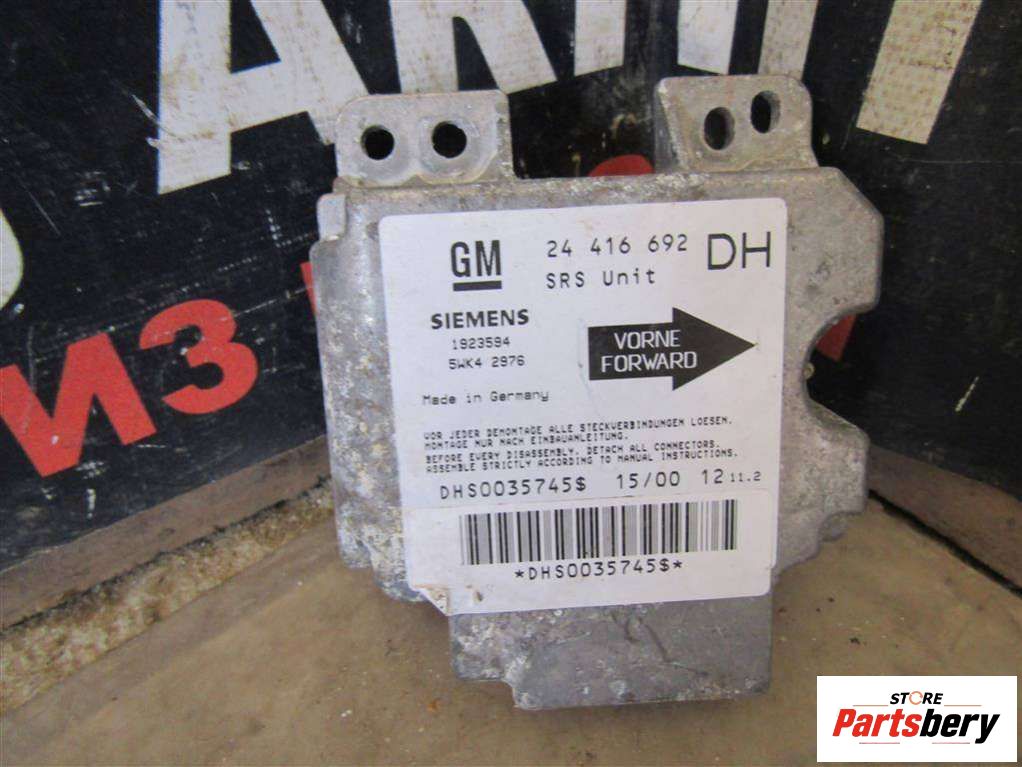 GM 24 416 692 DH
SRS Unit
SIEMENS
1923594
5WK4 2976
VORNE
FORWARD
Made in Germany
VOR JEDER DEMONTAGE ALLE STECKVERBINDUNGEN LOESEN.
MONTAGE NUR NACH EINBAUANLEITUNG.
BEFORE EVERY DISASSEMBLY, DETACH ALL CONNECTORS.
ASSEMBLE STRICTLY ACCORDING TO MANUAL INSTRUCTIONS.
DHS0035745$ 15/00 12 11.2
*DHS0035745$*
ИЗ
STORE
Partsbery